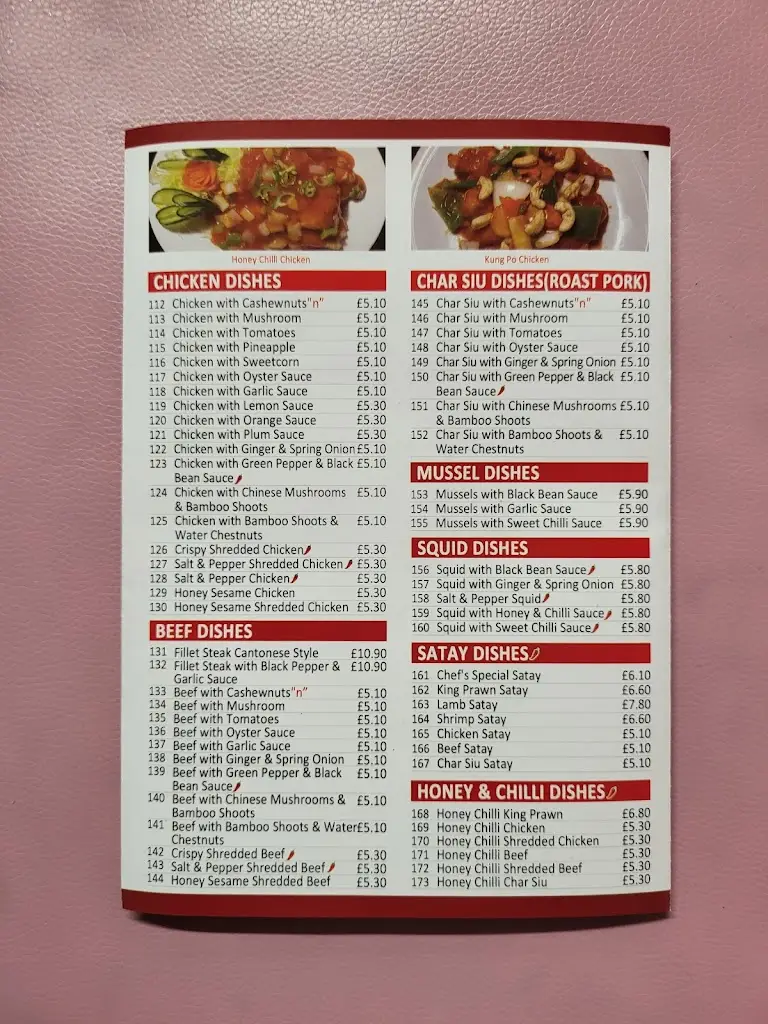 Honey Chilli Chicken
CHICKEN DISHES
112 Chicken with Cashewnuts"n" £5.10
113 Chicken with Mushroom £5.10
114 Chicken with Tomatoes £5.10
115 Chicken with Pineapple £5.10
116 Chicken with Sweetcorn £5.10
117 Chicken with Oyster Sauce £5.10
118 Chicken with Garlic Sauce £5.10
119 Chicken with Lemon Sauce £5.30
120 Chicken with Orange Sauce £5.30
121 Chicken with Plum Sauce £5.30
122 Chicken with Ginger & Spring Onion £5.10
123 Chicken with Green Pepper & Black £5.10
Bean Sauce
124 Chicken with Chinese Mushrooms £5.10
& Bamboo Shoots
125 Chicken with Bamboo Shoots & £5.10
Water Chestnuts
126 Crispy Shredded Chicken £5.30
127 Salt & Pepper Shredded Chicken £5.30
128 Salt & Pepper Chicken £5.30
129 Honey Sesame Chicken £5.30
130 Honey Sesame Shredded Chicken £5.30
BEEF DISHES
131 Fillet Steak Cantonese Style £10.90
132 Fillet Steak with Black Pepper & £10.90
Garlic Sauce
133 Beef with Cashewnuts"n" £5.10
134 Beef with Mushroom £5.10
135 Beef with Tomatoes £5.10
136 Beef with Oyster Sauce £5.10
137 Beef with Garlic Sauce £5.10
138 Beef with Ginger & Spring Onion £5.10
139 Beef with Green Pepper & Black £5.10
Bean Sauce
140 Beef with Chinese Mushrooms & £5.10
Bamboo Shoots
141 Beef with Bamboo Shoots & Water £5.10
Chestnuts
142 Crispy Shredded Beef £5.30
143 Salt & Pepper Shredded Beef £5.30
144 Honey Sesame Shredded Beef £5.30
Kung Po Chicken
CHAR SIU DISHES(ROAST PORK)
145 Char Siu with Cashewnuts"n" £5.10
146 Char Siu with Mushroom £5.10
147 Char Siu with Tomatoes £5.10
148 Char Siu with Oyster Sauce £5.10
149 Char Siu with Ginger & Spring Onion £5.10
150 Char Siu with Green Pepper & Black £5.10
Bean Sauce
151 Char Siu with Chinese Mushrooms £5.10
& Bamboo Shoots
152 Char Siu with Bamboo Shoots & £5.10
Water Chestnuts
MUSSEL DISHES
153 Mussels with Black Bean Sauce £5.90
154 Mussels with Garlic Sauce £5.90
155 Mussels with Sweet Chilli Sauce £5.90
SQUID DISHES
156 Squid with Black Bean Sauce £5.80
157 Squid with Ginger & Spring Onion £5.80
158 Salt & Pepper Squid £5.80
159 Squid with Honey & Chilli Sauce £5.80
160 Squid with Sweet Chilli Sauce £5.80
SATAY DISHES
161 Chef's Special Satay £6.10
162 King Prawn Satay £6.60
163 Lamb Satay £7.80
164 Shrimp Satay £6.60
165 Chicken Satay £5.10
166 Beef Satay £5.10
167 Char Siu Satay £5.10
HONEY & CHILLI DISHES
168 Honey Chilli King Prawn £6.80
169 Honey Chilli Chicken £5.30
170 Honey Chilli Shredded Chicken £5.30
171 Honey Chilli Beef £5.30
172 Honey Chilli Shredded Beef £5.30
173 Honey Chilli Char Siu £5.30